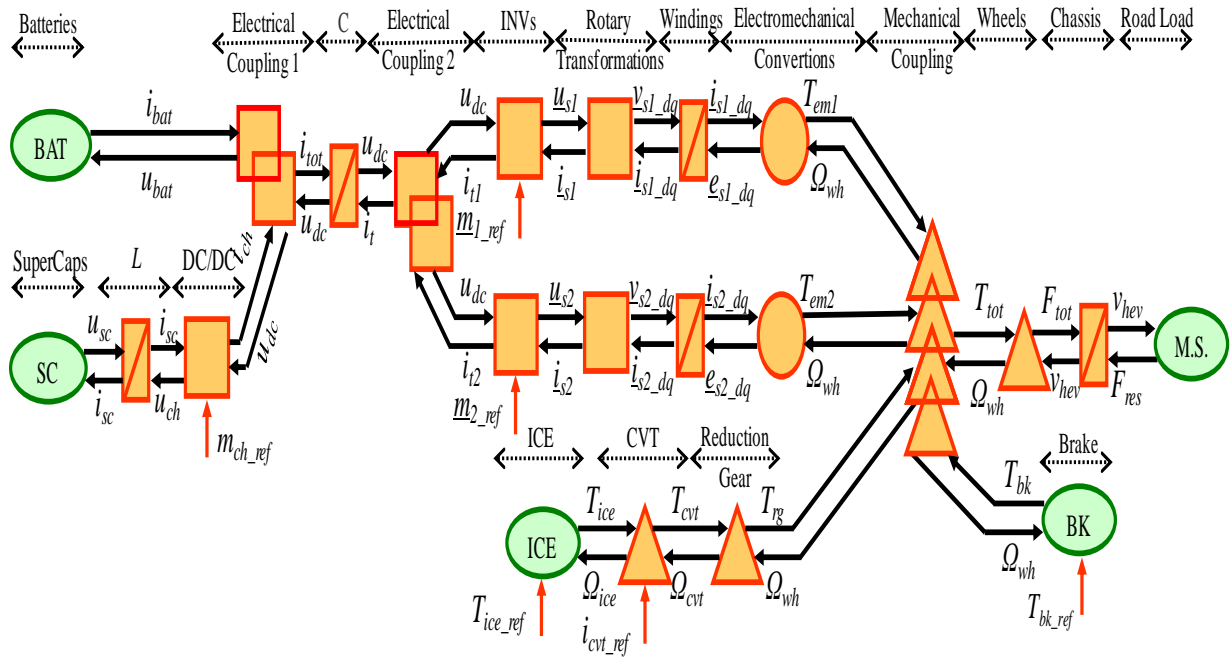 Batteries
Electrical
Coupling 1
C
Electrical
Coupling 2
INVs
Rotary
Transformations
Windings
Electromechanical
Convertions
Mechanical
Coupling
Wheels
Chassis
Road Load
BAT
i_bat
u_bat
i_tot
u_dc
u_dc
i_t
u_dc
i_t1
u_s1
i_s1
m_1_ref
v_s1_dq
i_s1_dq
i_s1_dq
e_s1_dq
T_em1
Ω_wh
SuperCaps
L
DC/DC
i_ch
u_dc
SC
u_sc
i_sc
i_sc
u_ch
m_ch_ref
u_dc
i_t2
u_s2
i_s2
m_2_ref
v_s2_dq
i_s2_dq
i_s2_dq
e_s2_dq
T_em2
Ω_wh
T_tot
Ω_wh
F_tot
v_hev
v_hev
F_res
M.S.
ICE
CVT
Reduction
Gear
ICE
T_ice
Ω_ice
T_ice_ref
T_cvt
Ω_cvt
i_cvt_ref
T_rg
Ω_wh
Brake
T_bk
BK
Ω_wh
T_bk_ref